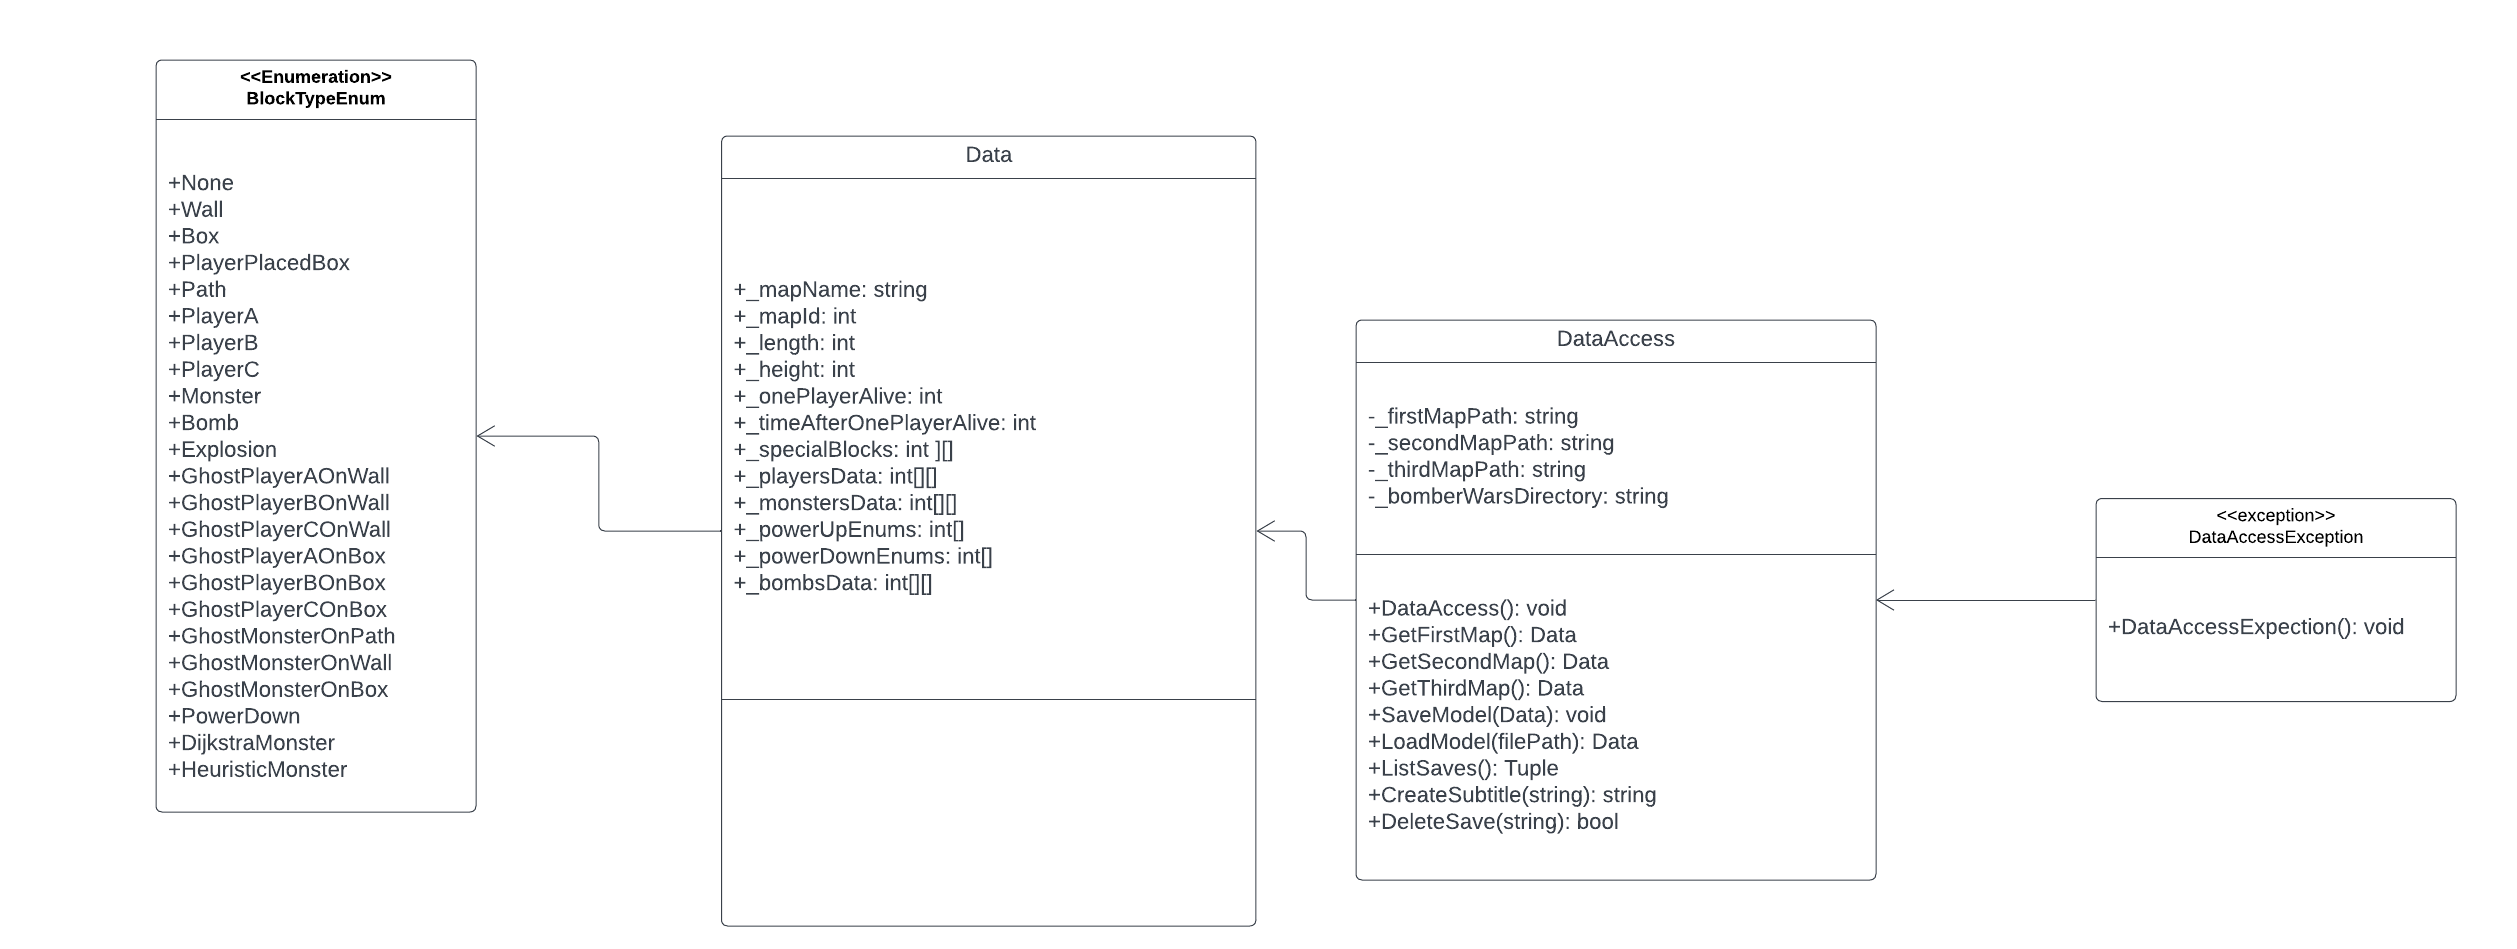 <<Enumeration>>
BlockTypeEnum
+None
+Wall
+Box
+PlayerPlacedBox
+Path
+PlayerA
+PlayerB
+PlayerC
+Monster
+Bomb
+Explosion
+GhostPlayerAOnWall
+GhostPlayerBOnWall
+GhostPlayerCOnWall
+GhostPlayerAOnBox
+GhostPlayerBOnBox
+GhostPlayerCOnBox
+GhostMonsterOnPath
+GhostMonsterOnWall
+GhostMonsterOnBox
+PowerDown
+DijkstraMonster
+HeuristicMonster
Data
+_mapName: string
+_mapId: int
+_length: int
+_height: int
+_onePlayerAlive: int
+_timeAfterOnePlayerAlive: int
+_specialBlocks: int ][]
+_playersData: int[][]
+_monstersData: int[][]
+_powerUpEnums: int[]
+_powerDownEnums: int[]
+_bombsData: int[][]
DataAccess
-_firstMapPath: string
-_secondMapPath: string
-_thirdMapPath: string
-_bomberWarsDirectory: string
+DataAccess(): void
+GetFirstMap(): Data
+GetSecondMap(): Data
+GetThirdMap(): Data
+SaveModel(Data): void
+LoadModel(filePath): Data
+ListSaves(): Tuple
+CreateSubtitle(string): string
+DeleteSave(string): bool
<<exception>>
DataAccessException
+DataAccessExpection(): void